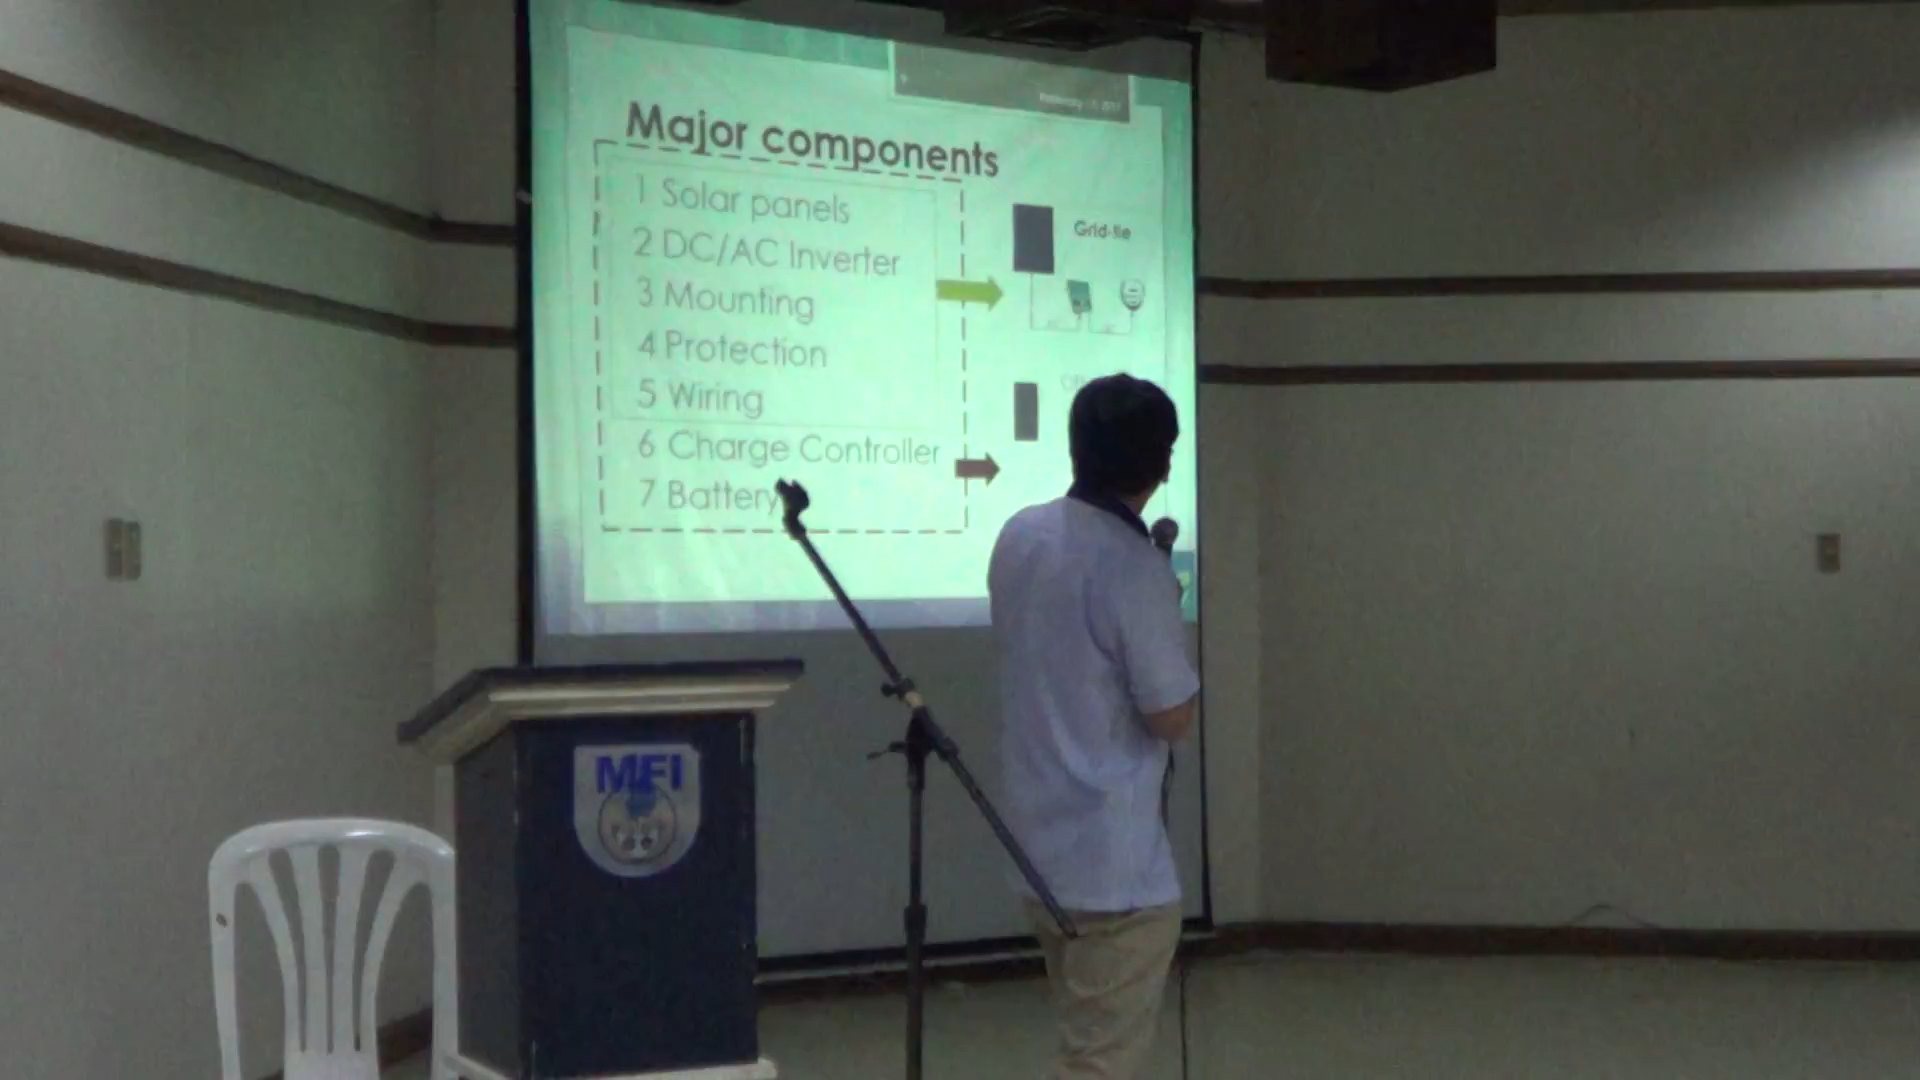 Major components
1 Solar panels
2 DC/AC Inverter
3 Mounting
4 Protection
5 Wiring
6 Charge Controller
7 Battery
Grid-tie
MFI